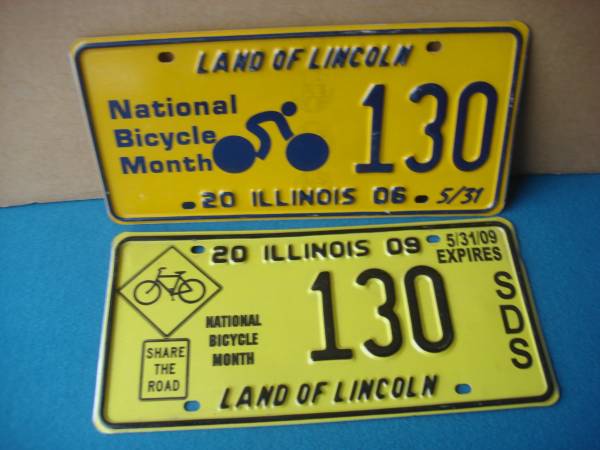 LAND OF LINCOLN
National
Bicycle
Month
130
20 ILLINOIS 06
5/31
20 ILLINOIS 09
5/31/09
EXPIRES
SHARE
THE
ROAD
NATIONAL
BICYCLE
MONTH
130
SDS
LAND OF LINCOLN